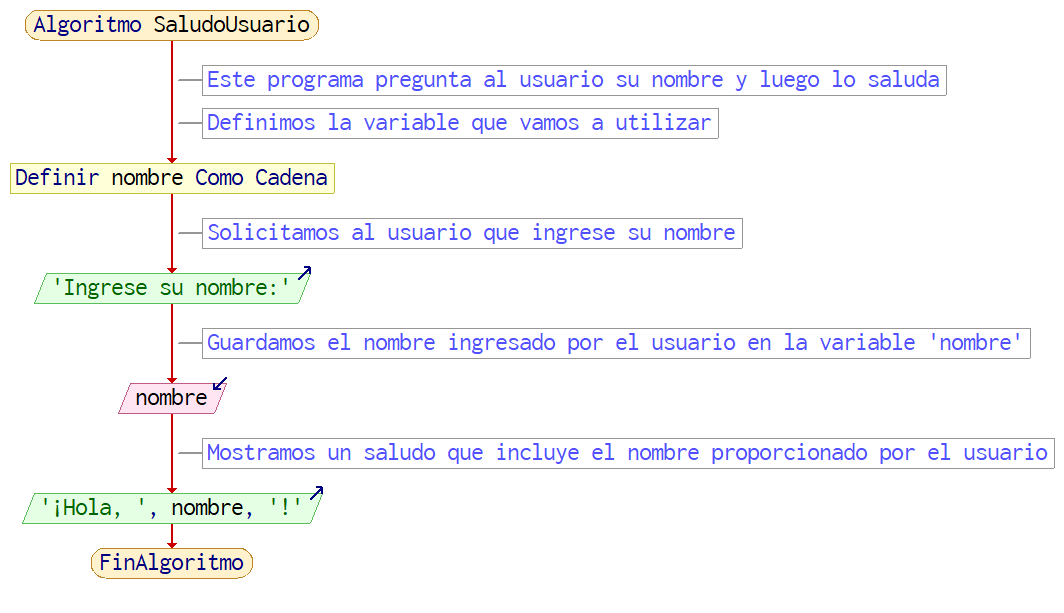 Algoritmo SaludoUsuario
Este programa pregunta al usuario su nombre y luego lo saluda
Definimos la variable que vamos a utilizar
Definir nombre Como Cadena
Solicitamos al usuario que ingrese su nombre
'Ingrese su nombre:'
Guardamos el nombre ingresado por el usuario en la variable 'nombre'
nombre
Mostramos un saludo que incluye el nombre proporcionado por el usuario
'¡Hola, ', nombre, '!'
FinAlgoritmo